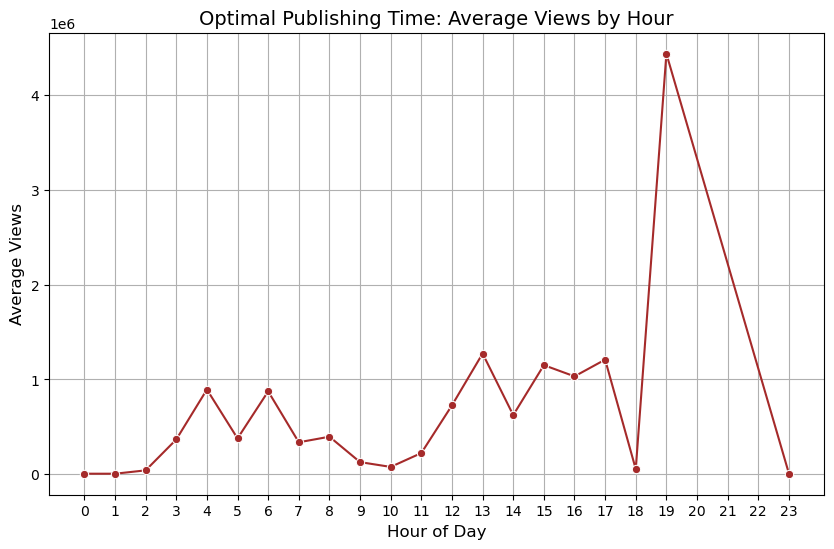 Optimal Publishing Time: Average Views by Hour
1e6
4
3
2
1
0
Average Views
0 1 2 3 4 5 6 7 8 9 10 11 12 13 14 15 16 17 18 19 20 21 22 23
Hour of Day